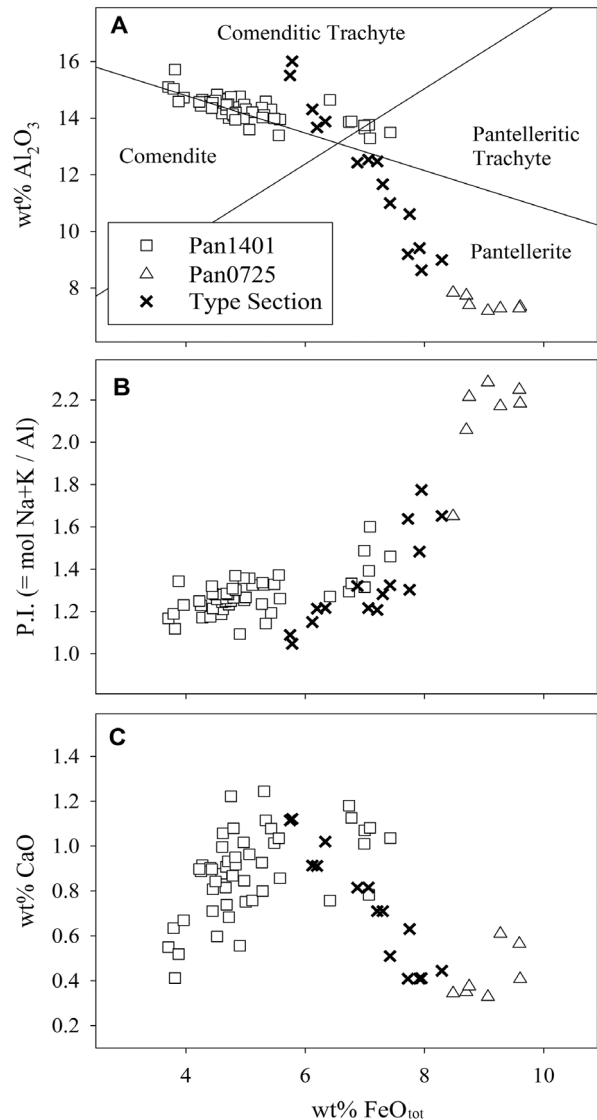 A
Comenditic Trachyte
16
14
12
10
8
wt% Al₂O₃
Comendite
Pantelleritic
Trachyte
Pantellerite
Pan1401
Pan0725
Type Section
B
2.2
2.0
1.8
1.6
1.4
1.2
1.0
P.I. (= mol Na+K / Al)
C
1.4
1.2
1.0
0.8
0.6
0.4
0.2
wt% CaO
4 6 8 10
wt% FeOtot